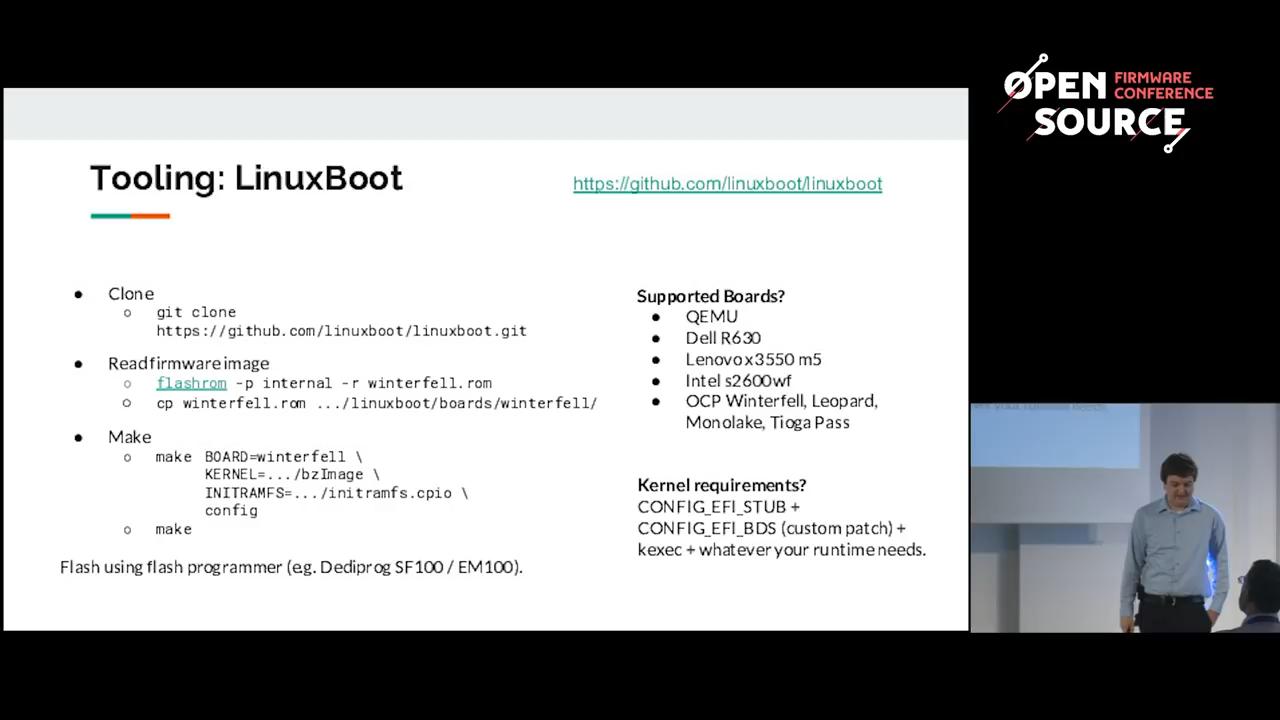 OPEN FIRMWARE
CONFERENCE
SOURCE
Tooling: LinuxBoot
https://github.com/linuxboot/linuxboot
● Clone
○ git clone
https://github.com/linuxboot/linuxboot.git
● Read firmware image
○ flashrom -p internal -r winterfell.rom
○ cp winterfell.rom .../linuxboot/boards/winterfell/
● Make
○ make BOARD=winterfell \
KERNEL=.../bzImage \
INITRAMFS=.../initramfs.cpio \
config
○ make
Flash using flash programmer (e.g. Dediprog SF100 / EM100).
Supported Boards?
● QEMU
● Dell R630
● Lenovo x3550 m5
● Intel s2600wf
● OCP Winterfell, Leopard,
Monolake, Tioga Pass
Kernel requirements?
CONFIG_EFI_STUB +
CONFIG_EFI_BDS (custom patch) +
kexec + whatever your runtime needs.
your runtime needs.